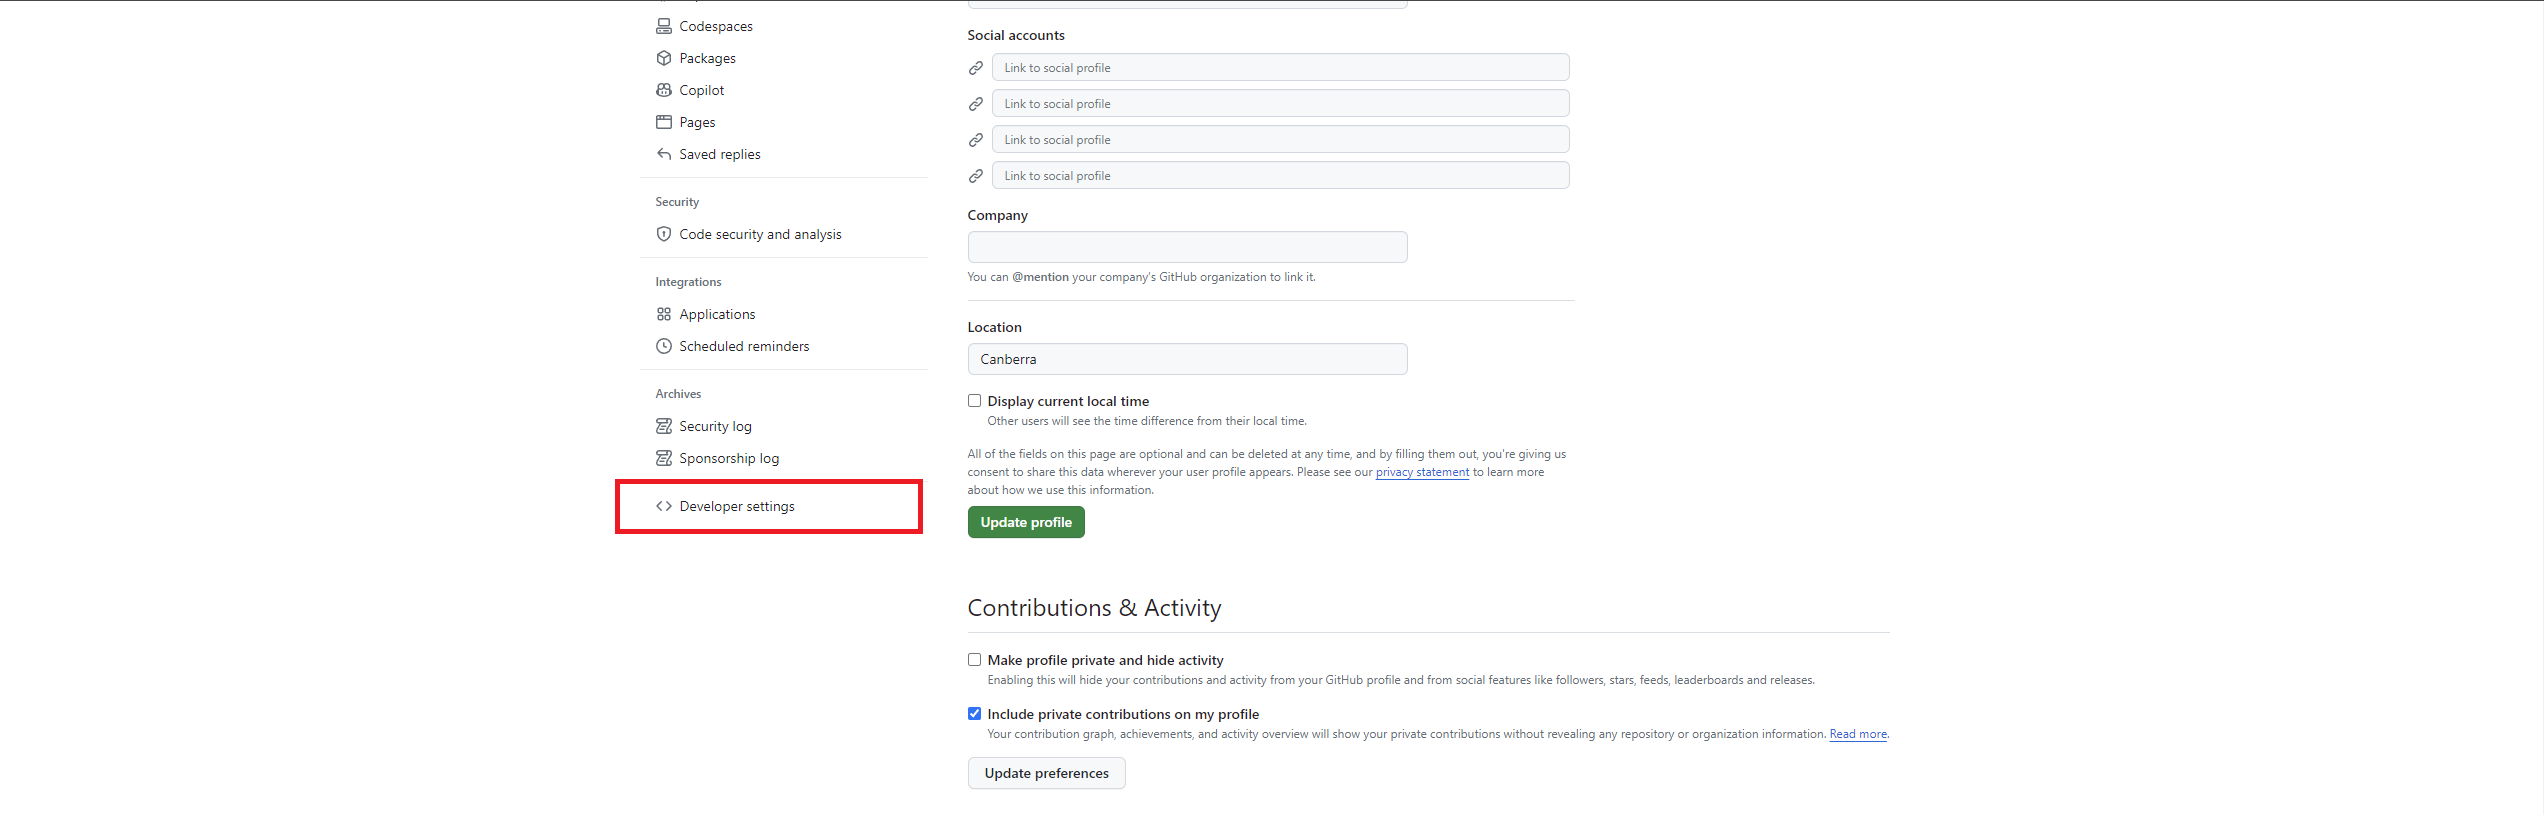 Codespaces
Packages
Copilot
Pages
Saved replies
Security
Code security and analysis
Integrations
Applications
Scheduled reminders
Archives
Security log
Sponsorship log
Developer settings
Social accounts
Link to social profile
Link to social profile
Link to social profile
Link to social profile
Company
You can @mention your company's GitHub organization to link it.
Location
Canberra
Display current local time
Other users will see the time difference from their local time.
All of the fields on this page are optional and can be deleted at any time, and by filling them out, you're giving us
consent to share this data wherever your user profile appears. Please see our privacy statement to learn more
about how we use this information.
Update profile
Contributions & Activity
Make profile private and hide activity
Enabling this will hide your contributions and activity from your GitHub profile and from social features like followers, stars, feeds, leaderboards and releases.
Include private contributions on my profile
Your contribution graph, achievements, and activity overview will show your private contributions without revealing any repository or organization information. Read more.
Update preferences